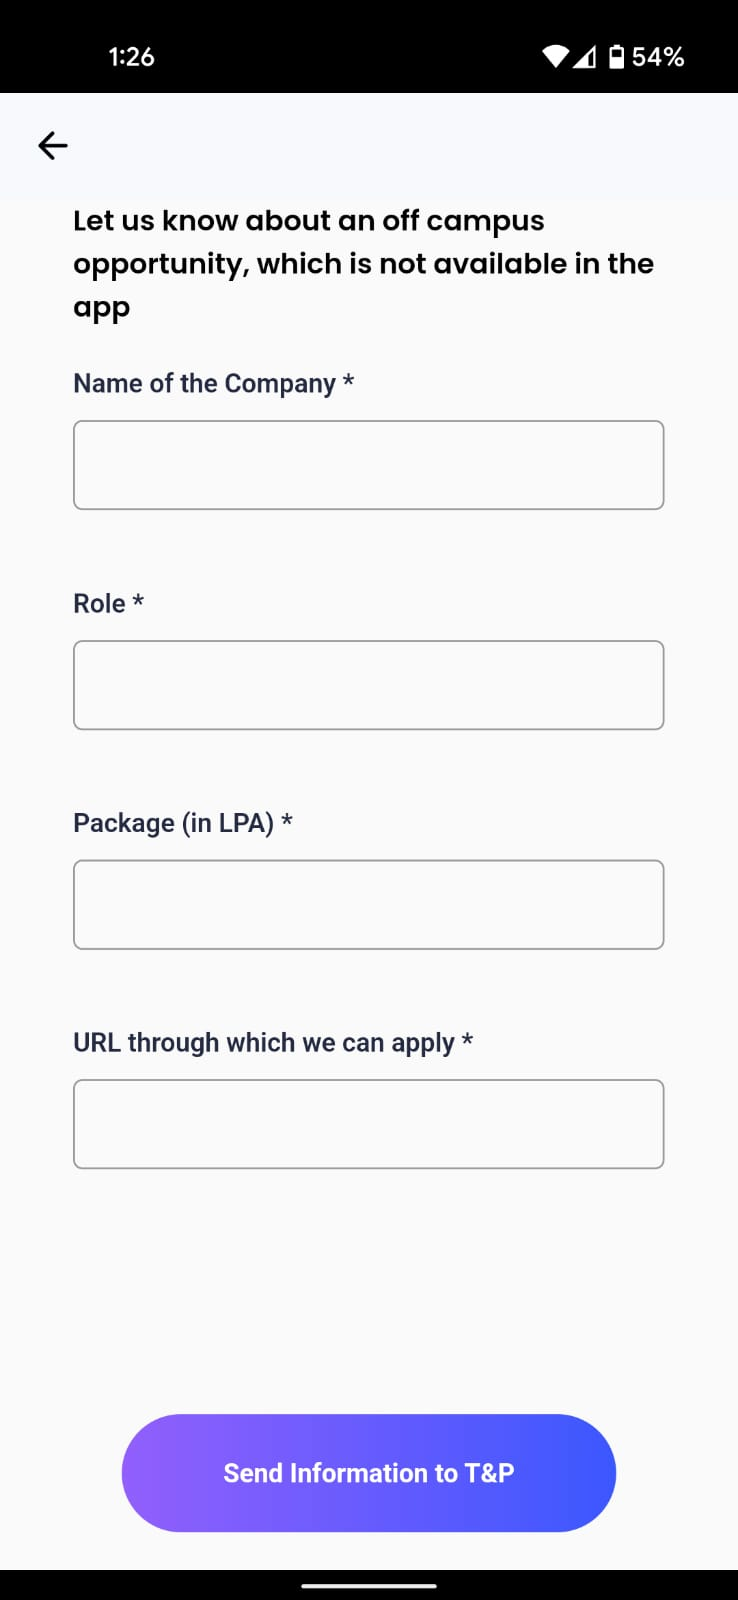 1:26
54%
Let us know about an off campus
opportunity, which is not available in the
app
Name of the Company *
Role *
Package (in LPA) *
URL through which we can apply *
Send Information to T&P